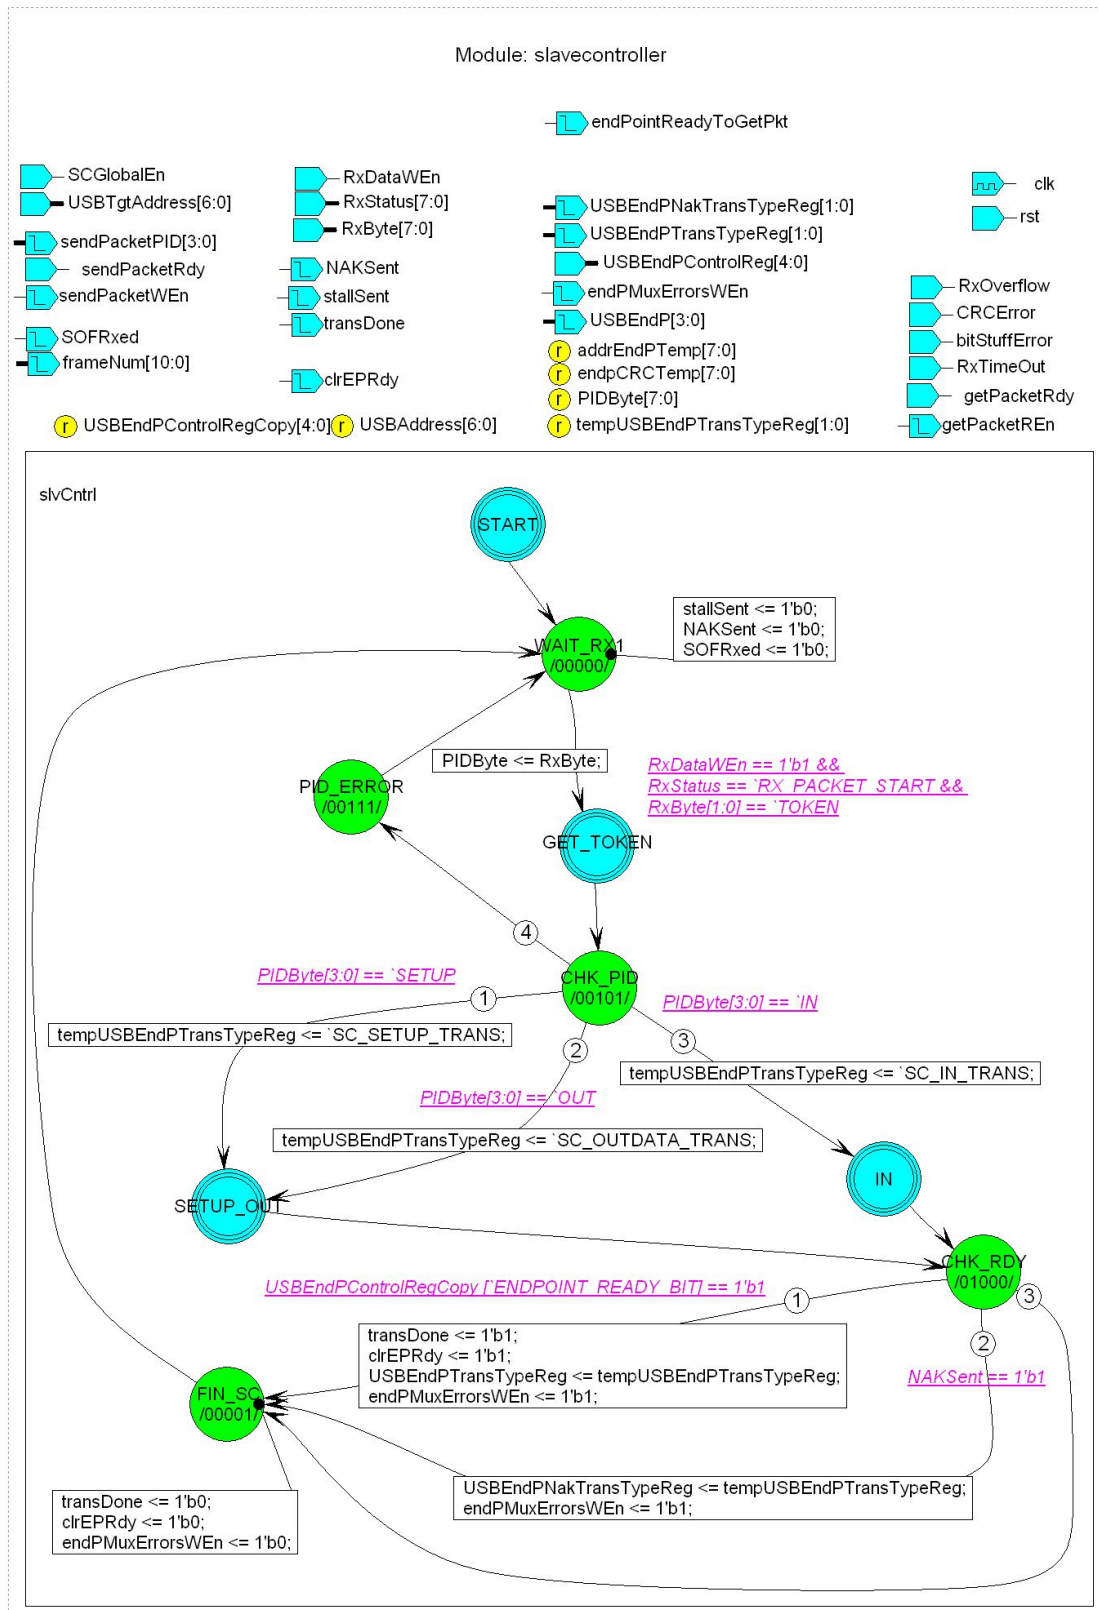 Module: slavecontroller
endPointReadyToGetPkt
SCGlobalEn
USBTgtAddress[6:0]
sendPacketPID[3:0]
sendPacketRdy
sendPacketWEn
SOFRxed
frameNum[10:0]
RxDataWEn
RxStatus[7:0]
RxByte[7:0]
NAKSent
stallSent
transDone
clrEPRdy
USBEndPNakTransTypeReg[1:0]
USBEndPTransTypeReg[1:0]
USBEndPControlReg[4:0]
endPMuxErrorsWEn
USBEndP[3:0]
r addrEndPTemp[7:0]
r endpCRCTemp[7:0]
r PIDByte[7:0]
r tempUSBEndPTransTypeReg[1:0]
clk
rst
RxOverflow
CRCError
bitStuffError
RxTimeOut
getPacketRdy
getPacketREn
r USBEndPControlRegCopy[4:0]
r USBAddress[6:0]
slvCntrl
START
WAIT_RX1
/00000/
stallSent <= 1'b0;
NAKSent <= 1'b0;
SOFRxed <= 1'b0;
PIDByte <= RxByte;
RxDataWEn == 1'b1 &&
RxStatus == `RX_PACKET_START &&
RxByte[1:0] == `TOKEN
PID_ERROR
/00111/
GET_TOKEN
4
CHK_PID
/00101/
PIDByte[3:0] == `SETUP
1
PIDByte[3:0] == `IN
3
tempUSBEndPTransTypeReg <= `SC_SETUP_TRANS;
2
tempUSBEndPTransTypeReg <= `SC_IN_TRANS;
PIDByte[3:0] == `OUT
tempUSBEndPTransTypeReg <= `SC_OUTDATA_TRANS;
SETUP_OUT
IN
CHK_RDY
/01000/
USBEndPControlRegCopy [`ENDPOINT_READY_BIT] == 1'b1
1
3
2
transDone <= 1'b1;
clrEPRdy <= 1'b1;
USBEndPTransTypeReg <= tempUSBEndPTransTypeReg;
endPMuxErrorsWEn <= 1'b1;
NAKSent == 1'b1
FIN_SC
/00001/
USBEndPNakTransTypeReg <= tempUSBEndPTransTypeReg;
endPMuxErrorsWEn <= 1'b1;
transDone <= 1'b0;
clrEPRdy <= 1'b0;
endPMuxErrorsWEn <= 1'b0;